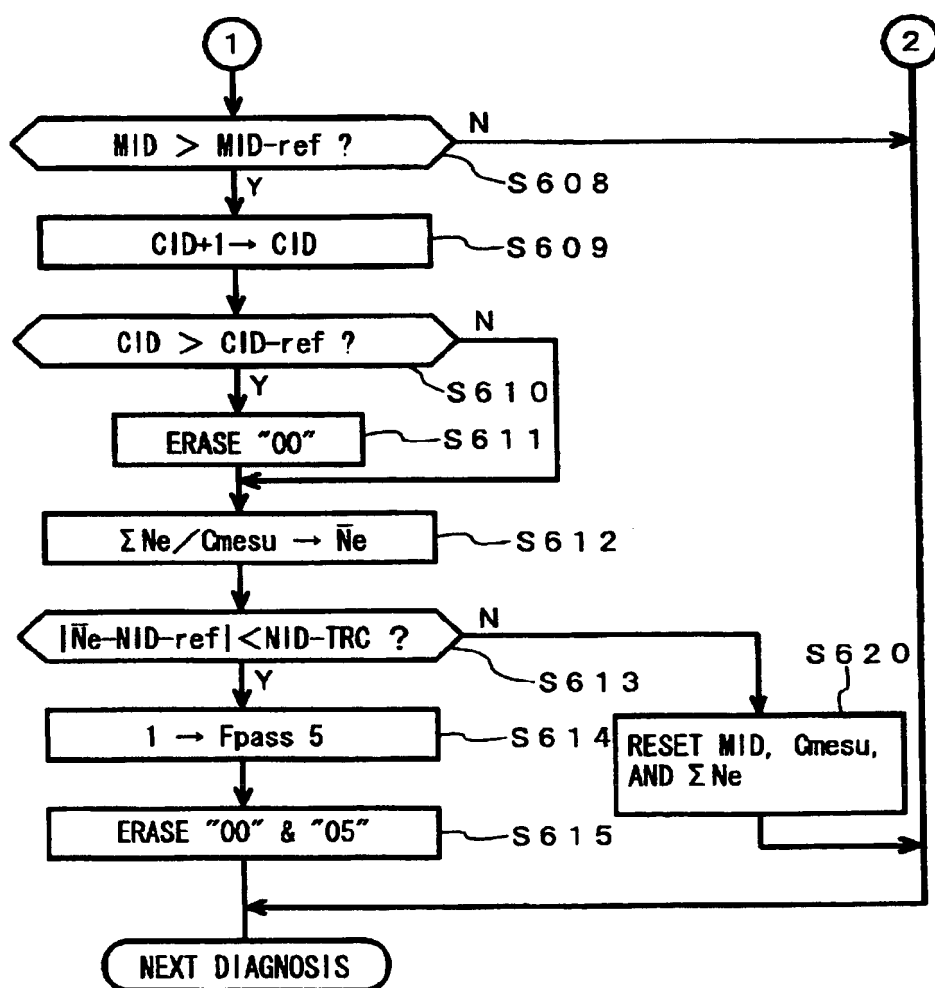 1
2
MID > MID-ref ?
N
S608
Y
CID+1→ CID
S609
CID > CID-ref ?
N
S610
Y
ERASE "00"
S611
ΣNe/Cmesu → N̄e
S612
|N̄e-NID-ref|<NID-TRC ?
N
S613
Y
S620
1 → Fpass 5
S614
RESET MID, Cmesu,
AND ΣNe
ERASE "00" & "05"
S615
NEXT DIAGNOSIS